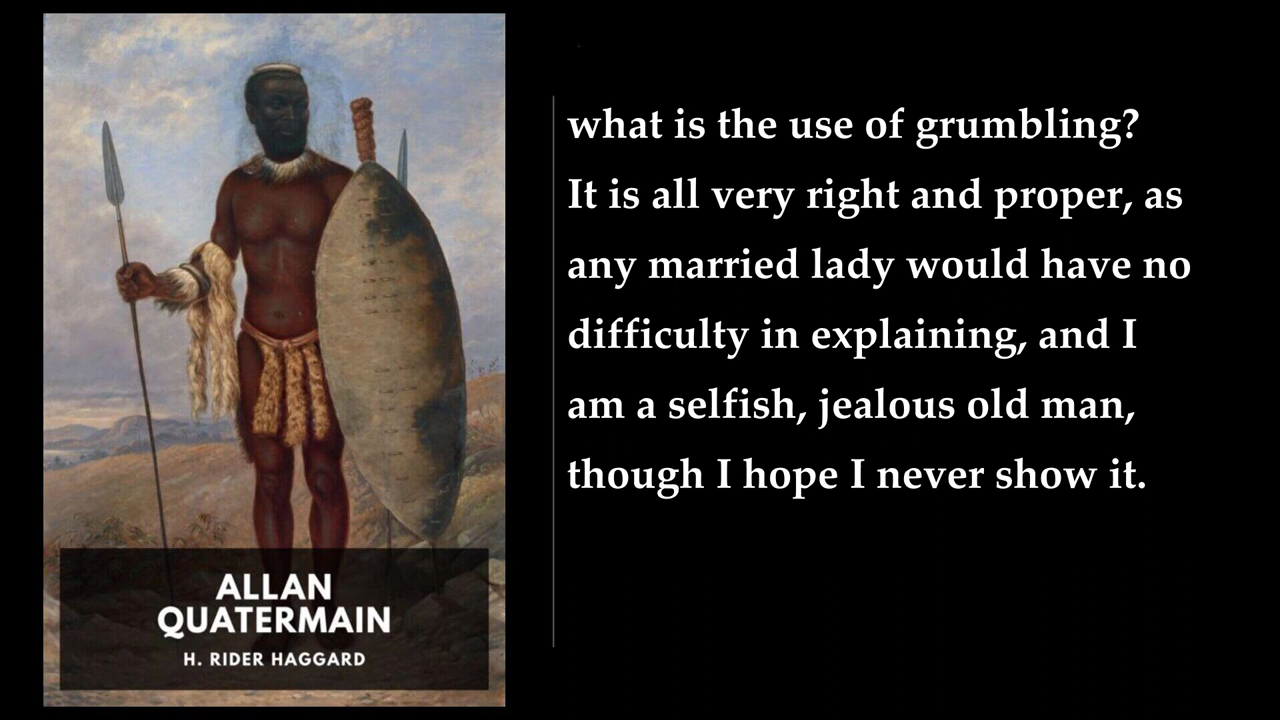 what is the use of grumbling?
It is all very right and proper, as
any married lady would have no
difficulty in explaining, and I
am a selfish, jealous old man,
though I hope I never show it.
ALLAN
QUATERMAIN
H. RIDER HAGGARD